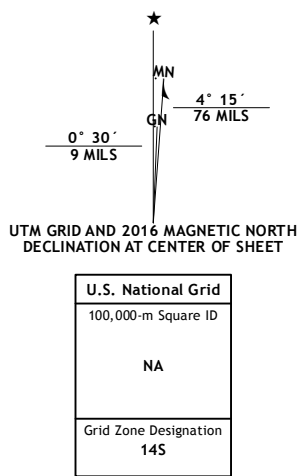 MN
4° 15´
76 MILS
GN
0° 30´
9 MILS
UTM GRID AND 2016 MAGNETIC NORTH
DECLINATION AT CENTER OF SHEET
U.S. National Grid
100,000-m Square ID
NA
Grid Zone Designation
14S